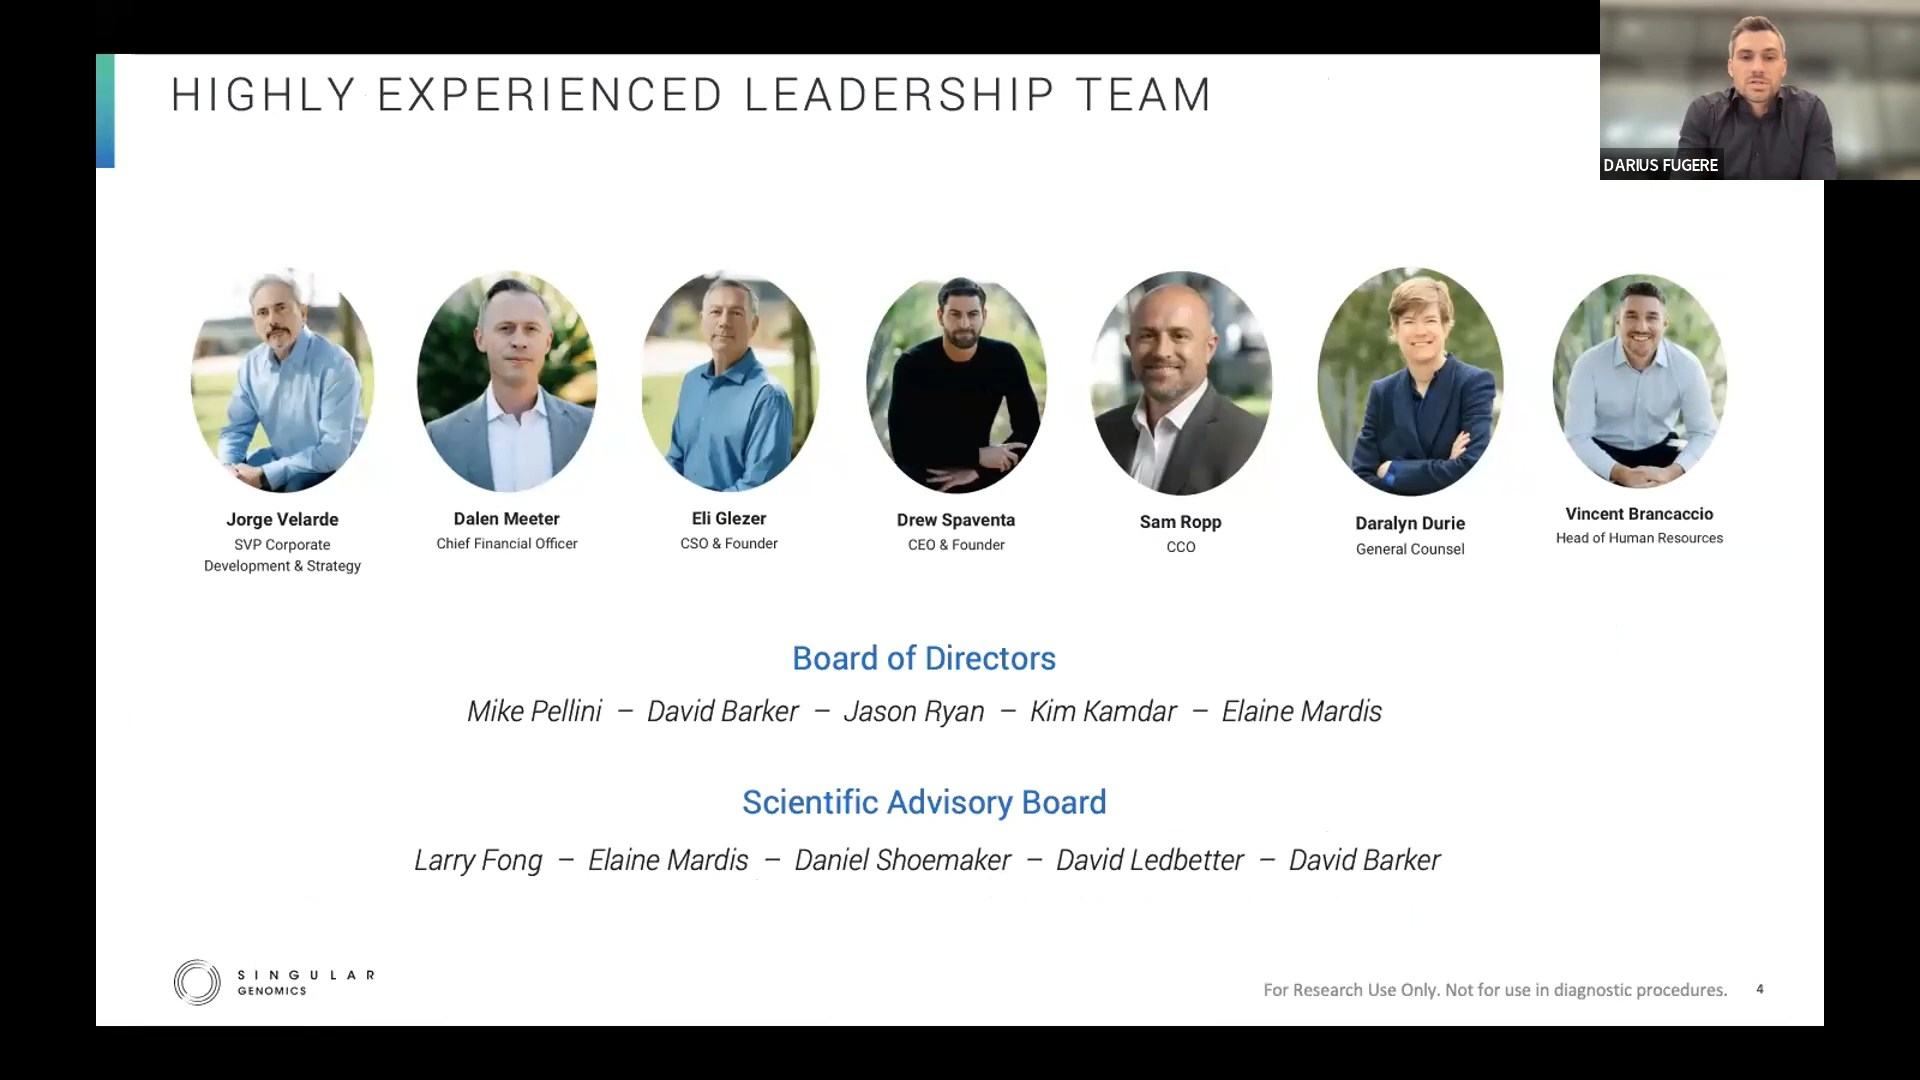 HIGHLY EXPERIENCED LEADERSHIP TEAM
DARIUS FUGERE
Jorge Velarde
SVP Corporate
Development & Strategy
Dalen Meeter
Chief Financial Officer
Eli Glezer
CSO & Founder
Drew Spaventa
CEO & Founder
Sam Ropp
CCO
Daralyn Durie
General Counsel
Vincent Brancaccio
Head of Human Resources
Board of Directors
Mike Pellini – David Barker – Jason Ryan – Kim Kamdar – Elaine Mardis
Scientific Advisory Board
Larry Fong – Elaine Mardis – Daniel Shoemaker – David Ledbetter – David Barker
SINGULAR
GENOMICS
For Research Use Only. Not for use in diagnostic procedures.
4